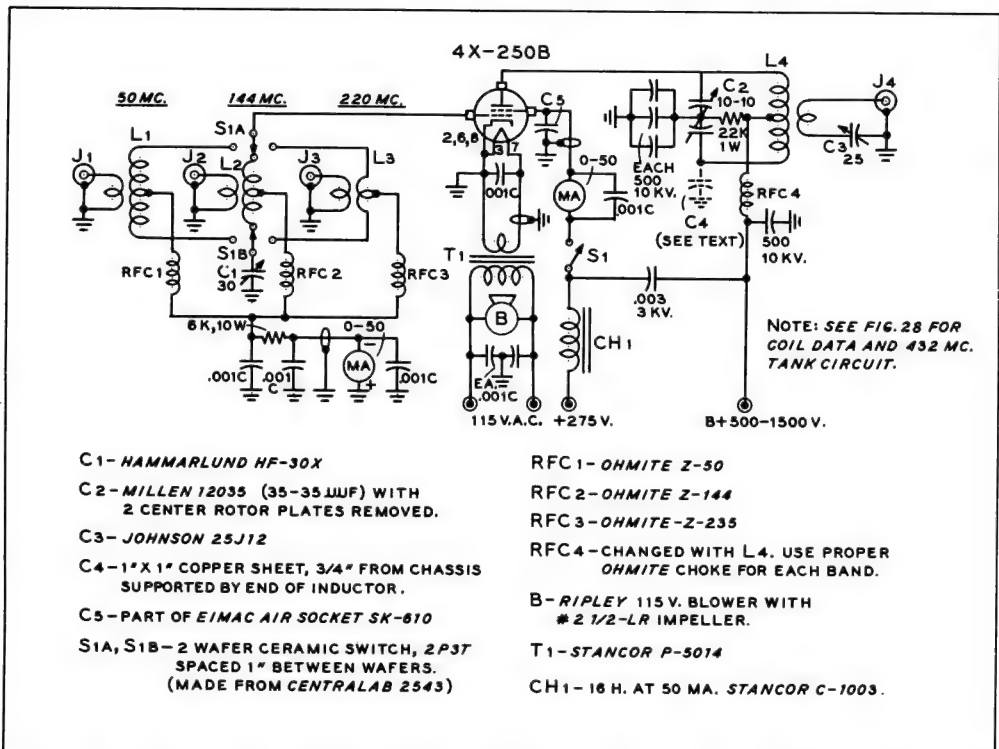 4X-250B
50 MC.
144 MC.
220 MC.
L1
J1
J2
L2
S1A
J3
L3
S1B
C1
30
RFC1
RFC2
RFC3
6K,10W
.001C
.001
C
0-50
-
MA
+
.001C
2,6,8
3
7
.001C
C5
0-50
MA
.001C
T1
B
EA.
.001C
115 V.A.C.
S1
CH1
+275 V.
.003
3 KV.
EACH
500
10 KV.
C2
10-10
22K
1W
C4
(SEE TEXT)
L4
J4
C3
25
RFC4
500
10 KV.
B+500-1500 V.
NOTE: SEE FIG. 28 FOR
COIL DATA AND 432 MC.
TANK CIRCUIT.
C1- HAMMARLUND HF-30X
C2- MILLEN 12035 (35-35 UUF) WITH
2 CENTER ROTOR PLATES REMOVED.
C3- JOHNSON 25J12
C4-1" X 1" COPPER SHEET, 3/4" FROM CHASSIS
SUPPORTED BY END OF INDUCTOR.
C5-PART OF EIMAC AIR SOCKET SK-610
S1A, S1B-2 WAFER CERAMIC SWITCH, 2P3T
SPACED 1" BETWEEN WAFERS.
(MADE FROM CENTRALAB 2543)
RFC1-OHMITE Z-50
RFC2-OHMITE Z-144
RFC3-OHMITE-Z-235
RFC4-CHANGED WITH L4. USE PROPER
OHMITE CHOKE FOR EACH BAND.
B-RIPLEY 115 V. BLOWER WITH
#2 1/2-LR IMPELLER.
T1-STANCOR P-5014
CH1-16 H. AT 50 MA. STANCOR C-1003.